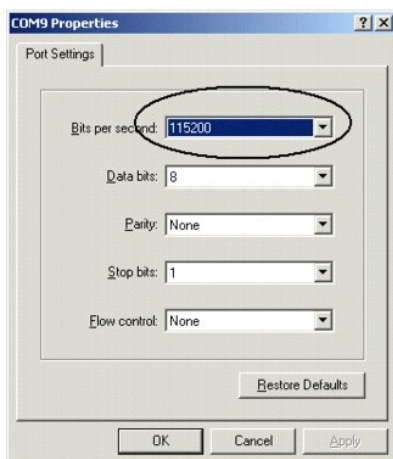 COM9 Properties
Port Settings
Bits per second: 115200
Data bits: 8
Parity: None
Stop bits: 1
Flow control: None
Restore Defaults
OK Cancel Apply